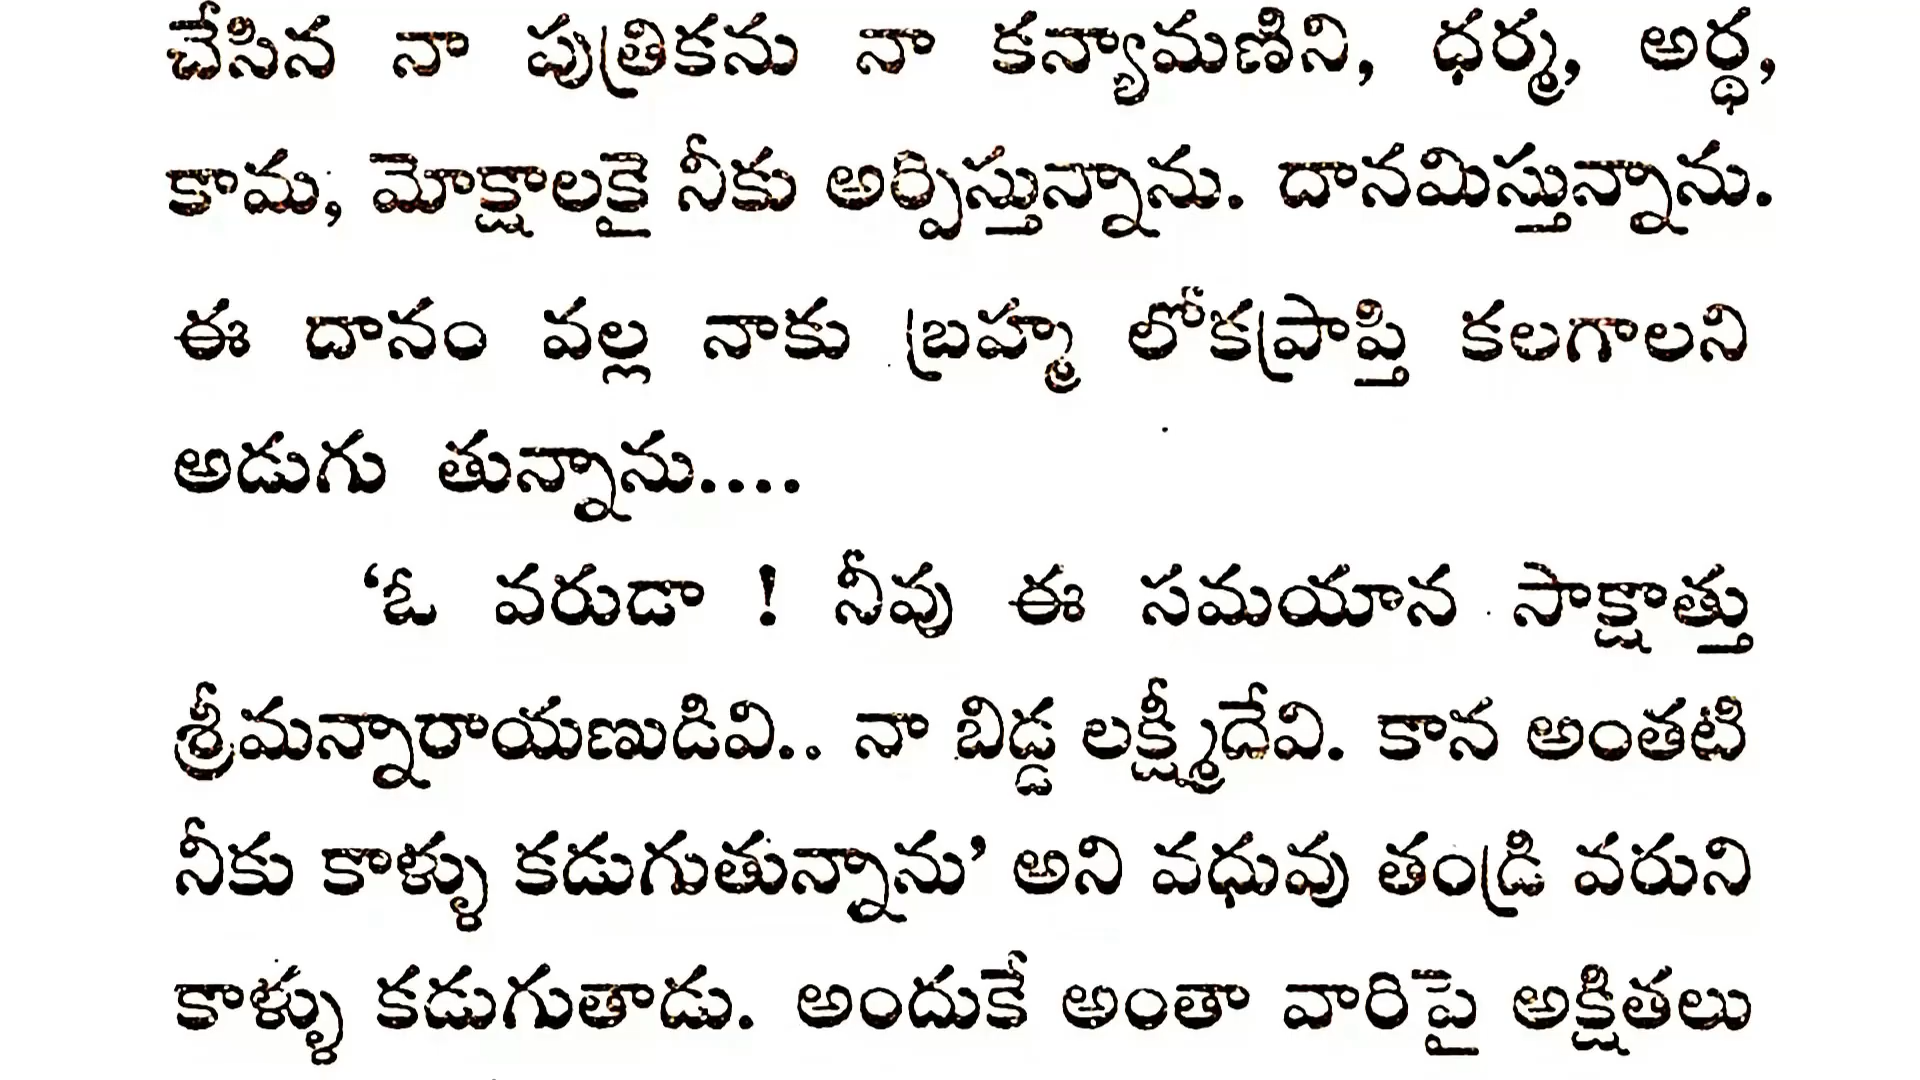 చేసిన నా పుత్రికను నా కన్యామణిని, ధర్మ, అర్థ,
కామ, మోక్షాలకై నీకు అర్పిస్తున్నాను. దానమిస్తున్నాను.
ఈ దానం వల్ల నాకు బ్రహ్మ లోకప్రాప్తి కలగాలని
అడుగు తున్నాను....
‘ఓ వరుడా ! నీవు ఈ సమయాన సాక్షాత్తు
శ్రీమన్నారాయణుడివి.. నా బిడ్డ లక్ష్మీదేవి. కాన అంతటి
నీకు కాళ్ళు కడుగుతున్నాను’ అని వధువు తండ్రి వరుని
కాళ్ళు కడుగుతాడు. అందుకే అంతా వారిపై అక్షితలు